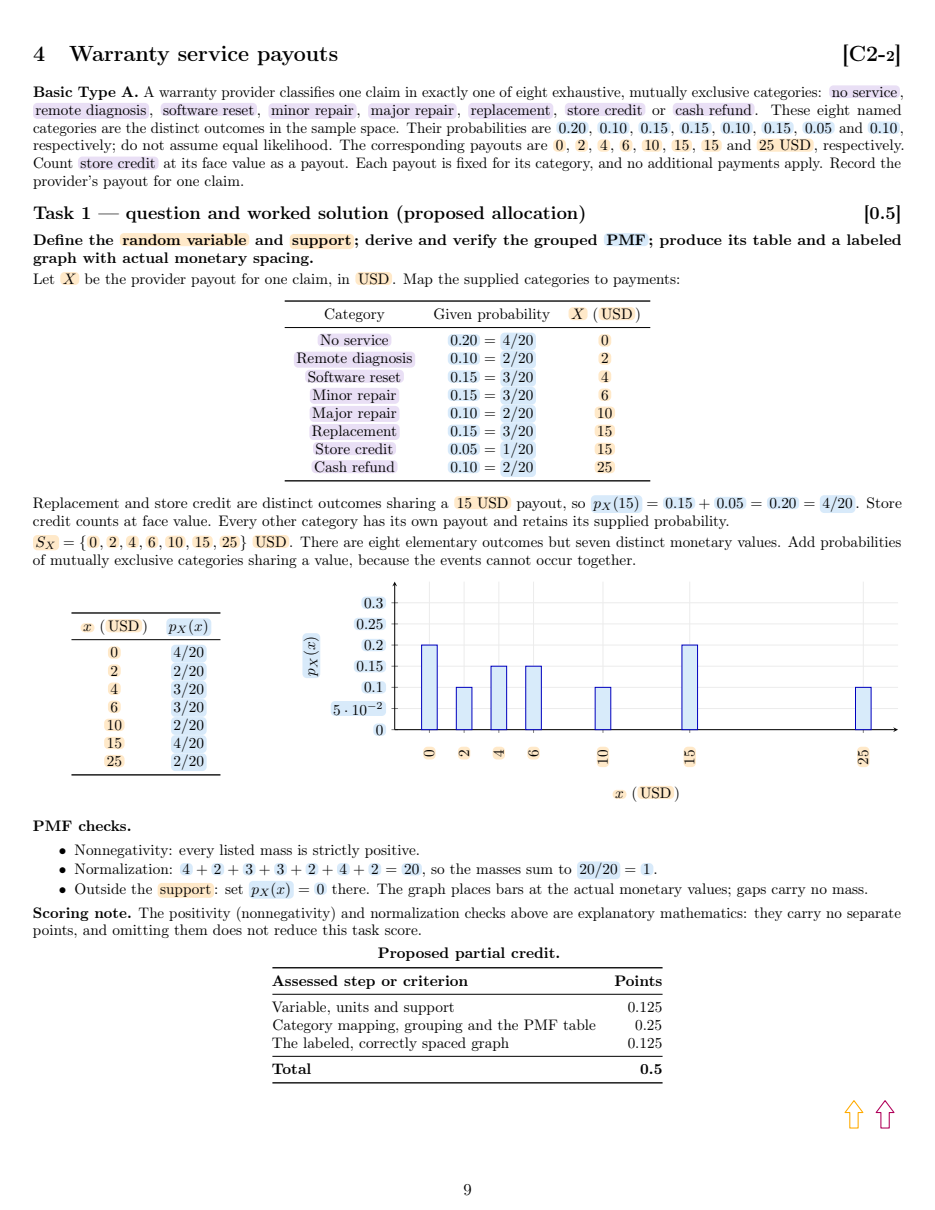 4 Warranty service payouts [C2-2]
Basic Type A. A warranty provider classifies one claim in exactly one of eight exhaustive, mutually exclusive categories: no service,
remote diagnosis, software reset, minor repair, major repair, replacement, store credit or cash refund. These eight named
categories are the distinct outcomes in the sample space. Their probabilities are 0.20, 0.10, 0.15, 0.15, 0.10, 0.15, 0.05 and 0.10,
respectively; do not assume equal likelihood. The corresponding payouts are 0, 2, 4, 6, 10, 15, 15 and 25 USD, respectively.
Count store credit at its face value as a payout. Each payout is fixed for its category, and no additional payments apply. Record the
provider's payout for one claim.
Task 1 — question and worked solution (proposed allocation) [0.5]
Define the random variable and support; derive and verify the grouped PMF; produce its table and a labeled
graph with actual monetary spacing.
Let X be the provider payout for one claim, in USD. Map the supplied categories to payments:
Category Given probability X (USD)
No service 0.20 = 4/20 0
Remote diagnosis 0.10 = 2/20 2
Software reset 0.15 = 3/20 4
Minor repair 0.15 = 3/20 6
Major repair 0.10 = 2/20 10
Replacement 0.15 = 3/20 15
Store credit 0.05 = 1/20 15
Cash refund 0.10 = 2/20 25
Replacement and store credit are distinct outcomes sharing a 15 USD payout, so p_X(15) = 0.15 + 0.05 = 0.20 = 4/20. Store
credit counts at face value. Every other category has its own payout and retains its supplied probability.
S_X = {0, 2, 4, 6, 10, 15, 25} USD. There are eight elementary outcomes but seven distinct monetary values. Add probabilities
of mutually exclusive categories sharing a value, because the events cannot occur together.
x (USD) p_X(x)
0 4/20
2 2/20
4 3/20
6 3/20
10 2/20
15 4/20
25 2/20
p_X(x)
0.3
0.25
0.2
0.15
0.1
5 · 10⁻²
0
0 2 4 6 10 15 25
x (USD)
PMF checks.
• Nonnegativity: every listed mass is strictly positive.
• Normalization: 4 + 2 + 3 + 3 + 2 + 4 + 2 = 20, so the masses sum to 20/20 = 1.
• Outside the support: set p_X(x) = 0 there. The graph places bars at the actual monetary values; gaps carry no mass.
Scoring note. The positivity (nonnegativity) and normalization checks above are explanatory mathematics: they carry no separate
points, and omitting them does not reduce this task score.
Proposed partial credit.
Assessed step or criterion Points
Variable, units and support 0.125
Category mapping, grouping and the PMF table 0.25
The labeled, correctly spaced graph 0.125
Total 0.5
9